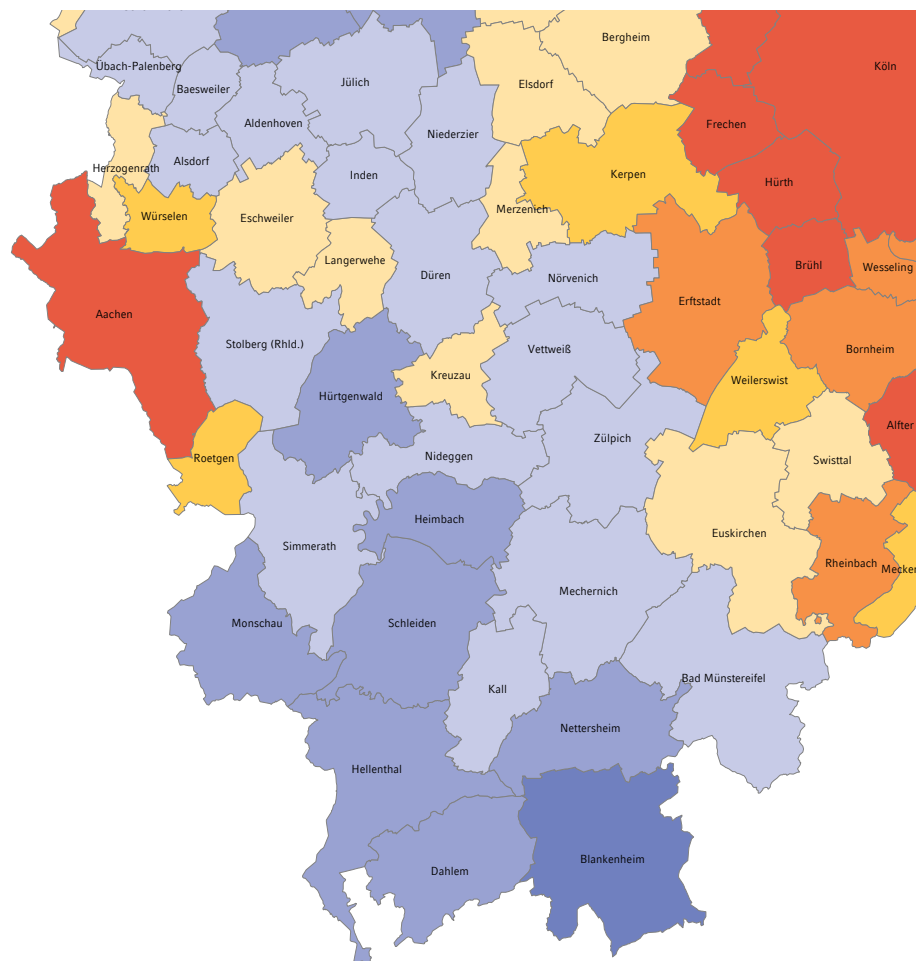 Bergheim
Köln
Übach-Palenberg
Baesweiler
Jülich
Elsdorf
Aldenhoven
Niederzier
Frechen
Alsdorf
Herzogenrath
Inden
Kerpen
Hürth
Würselen
Eschweiler
Merzenich
Langerwehe
Düren
Nörvenich
Brühl
Wesseling
Aachen
Erftstadt
Stolberg (Rhld.)
Vettweiß
Bornheim
Kreuzau
Weilerswist
Hürtgenwald
Alfter
Zülpich
Roetgen
Nideggen
Swisttal
Heimbach
Euskirchen
Simmerath
Rheinbach
Mecken
Mechernich
Monschau
Schleiden
Kall
Bad Münstereifel
Nettersheim
Hellenthal
Blankenheim
Dahlem